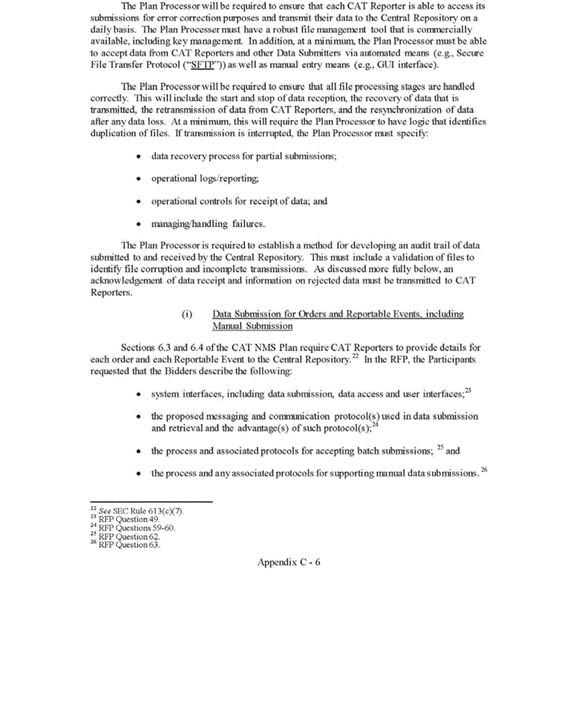 The Plan Processor will be required to ensure that each CAT Reporter is able to access its
submissions for error correction purposes and transmit their data to the Central Repository on a
daily basis. The Plan Processer must have a robust file management tool that is commercially
available, including key management. In addition, at a minimum, the Plan Processor must be able
to accept data from CAT Reporters and other Data Submitters via automated means (e.g., Secure
File Transfer Protocol (“SFTP”)) as well as manual entry means (e.g., GUI interface).
The Plan Processor will be required to ensure that all file processing stages are handled
correctly. This will include the start and stop of data reception, the recovery of data that is
transmitted, the retransmission of data from CAT Reporters, and the resynchronization of data
after any data loss. At a minimum, this will require the Plan Processor to have logic that identifies
duplication of files. If transmission is interrupted, the Plan Processor must specify:
• data recovery process for partial submissions;
• operational logs/reporting;
• operational controls for receipt of data; and
• managing/handling failures.
The Plan Processor is required to establish a method for developing an audit trail of data
submitted to and received by the Central Repository. This must include a validation of files to
identify file corruption and incomplete transmissions. As discussed more fully below, an
acknowledgement of data receipt and information on rejected data must be transmitted to CAT
Reporters.
(i) Data Submission for Orders and Reportable Events, including
Manual Submission
Sections 6.3 and 6.4 of the CAT NMS Plan require CAT Reporters to provide details for
each order and each Reportable Event to the Central Repository.22 In the RFP, the Participants
requested that the Bidders describe the following:
• system interfaces, including data submission, data access and user interfaces;23
• the proposed messaging and communication protocol(s) used in data submission
and retrieval and the advantage(s) of such protocol(s);24
• the process and associated protocols for accepting batch submissions; 25 and
• the process and any associated protocols for supporting manual data submissions. 26
22 See SEC Rule 613(c)(7).
23 RFP Question 49.
24 RFP Questions 59-60.
25 RFP Question 62.
26 RFP Question 63.
Appendix C - 6